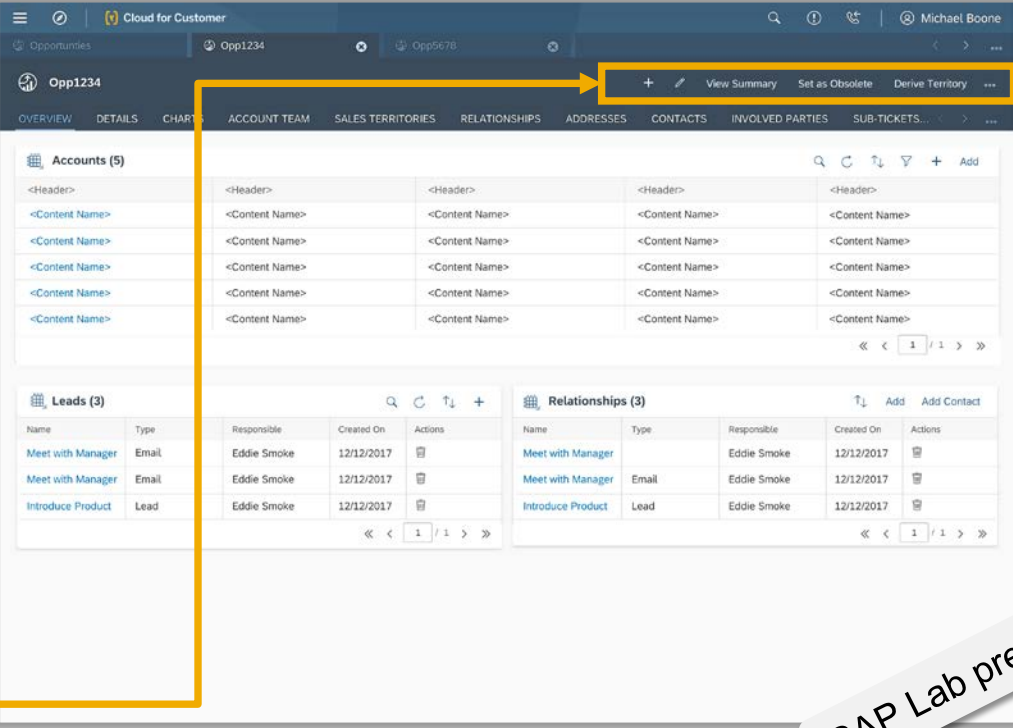 Cloud for Customer Michael Boone
Opportunties Opp1234 Opp5678
Opp1234 View Summary Set as Obsolete Derive Territory
OVERVIEW DETAILS CHARTS ACCOUNT TEAM SALES TERRITORIES RELATIONSHIPS ADDRESSES CONTACTS INVOLVED PARTIES SUB-TICKETS...
Accounts (5) Add
<Header> <Header> <Header> <Header> <Header>
<Content Name> <Content Name> <Content Name> <Content Name> <Content Name>
<Content Name> <Content Name> <Content Name> <Content Name> <Content Name>
<Content Name> <Content Name> <Content Name> <Content Name> <Content Name>
<Content Name> <Content Name> <Content Name> <Content Name> <Content Name>
<Content Name> <Content Name> <Content Name> <Content Name> <Content Name>
1 / 1
Leads (3)
Name Type Responsible Created On Actions
Meet with Manager Email Eddie Smoke 12/12/2017
Meet with Manager Email Eddie Smoke 12/12/2017
Introduce Product Lead Eddie Smoke 12/12/2017
1 / 1
Relationships (3) Add Add Contact
Name Type Responsible Created On Actions
Meet with Manager Eddie Smoke 12/12/2017
Meet with Manager Email Eddie Smoke 12/12/2017
Introduce Product Lead Eddie Smoke 12/12/2017
1 / 1
SAP Lab pre